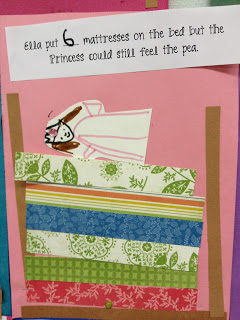 Ella put 6 mattresses on the bed but the
Princess could still feel the pea.